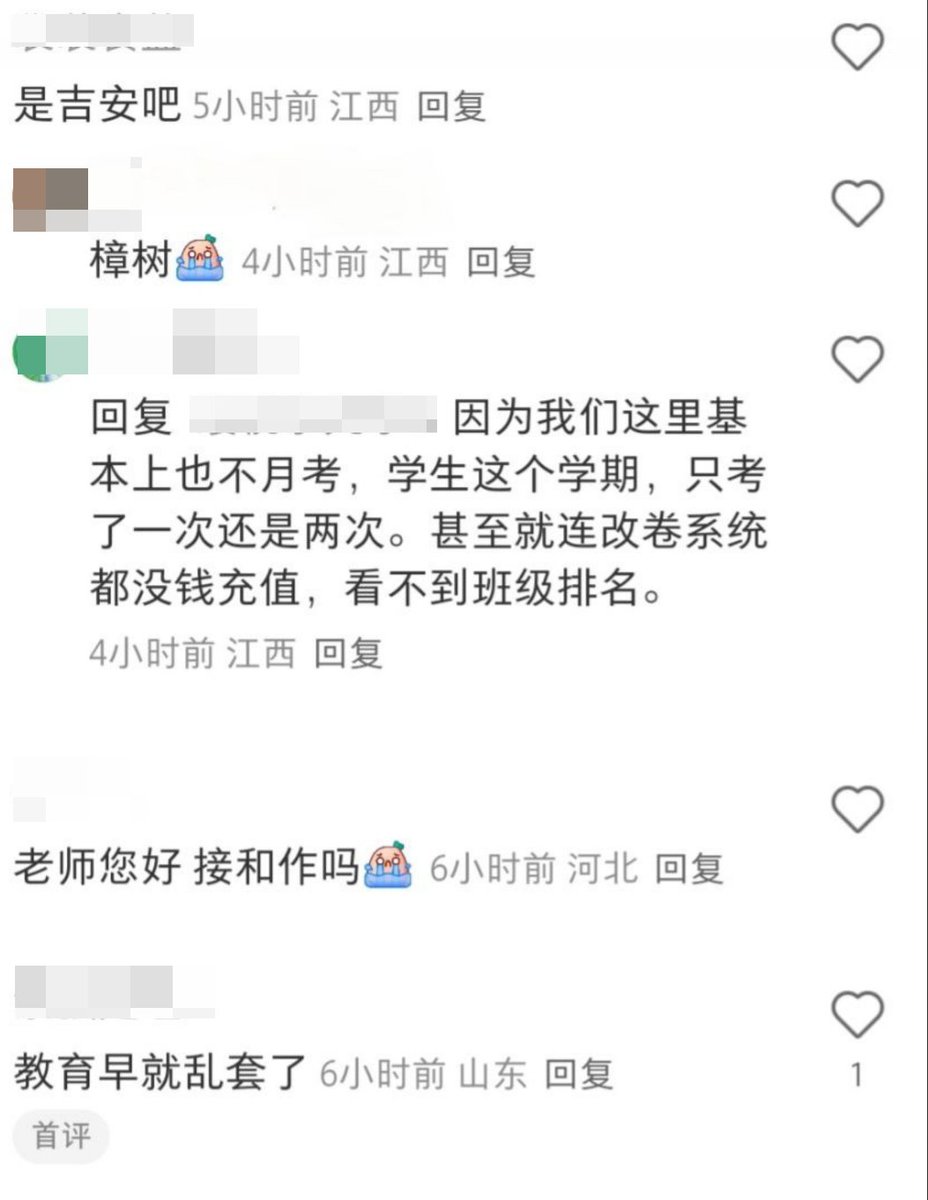 是吉安吧 5小时前 江西 回复
樟树 4小时前 江西 回复
回复 因为我们这里基
本上也不月考，学生这个学期，只考
了一次还是两次。甚至就连改卷系统
都没钱充值，看不到班级排名。
4小时前 江西 回复
老师您好 接和作吗 6小时前 河北 回复
教育早就乱套了 6小时前 山东 回复
1
首评